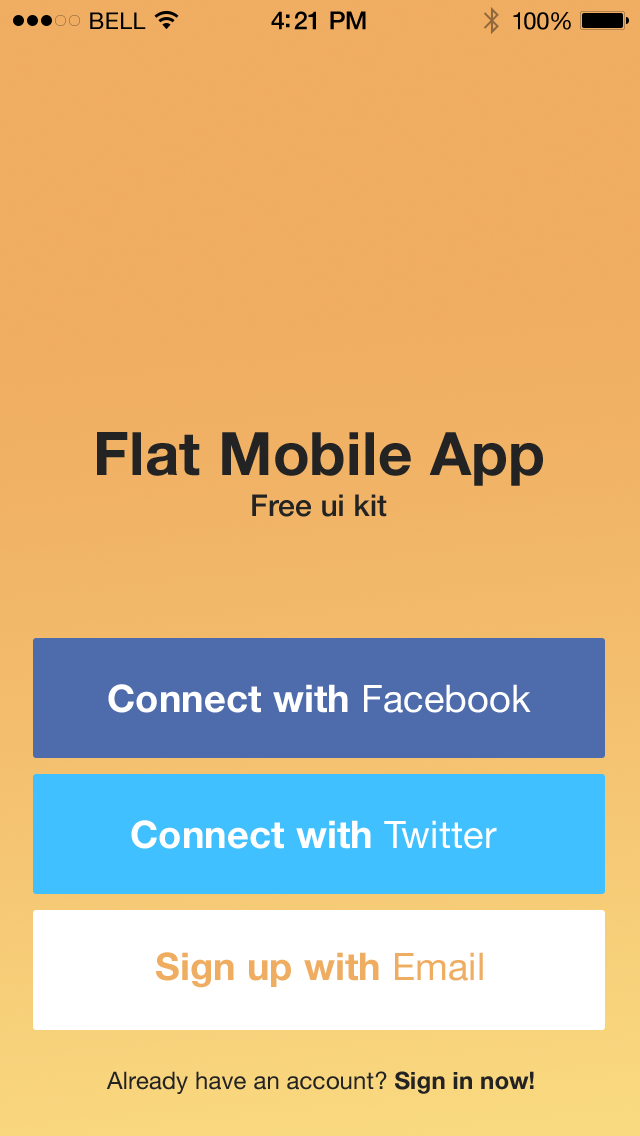 BELL 4:21 PM 100%
Flat Mobile App
Free ui kit
Connect with Facebook
Connect with Twitter
Sign up with Email
Already have an account? Sign in now!